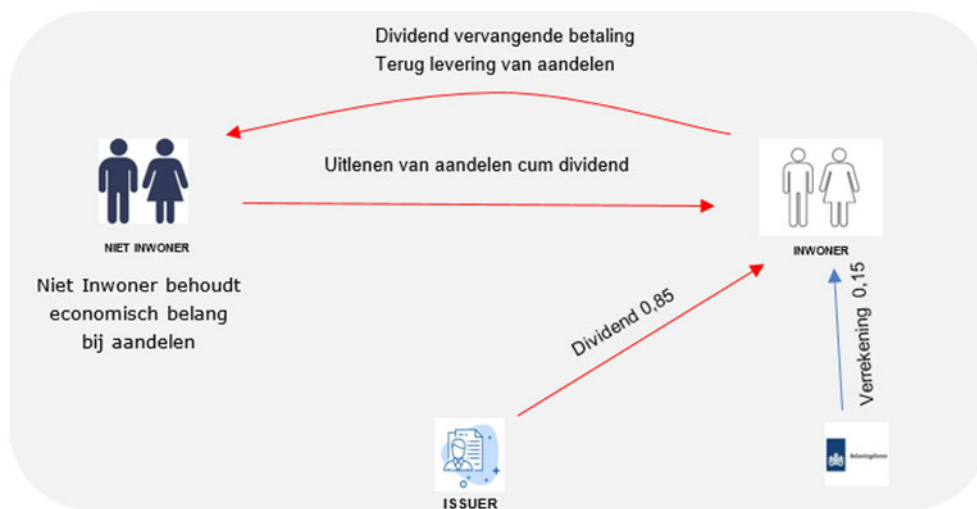 Dividend vervangende betaling
Terug levering van aandelen
Uitlenen van aandelen cum dividend
NIET INWONER
INWONER
Niet Inwoner behoudt
economisch belang
bij aandelen
Dividend 0,85
Verrekening 0,15
Belastingdienst
ISSUER